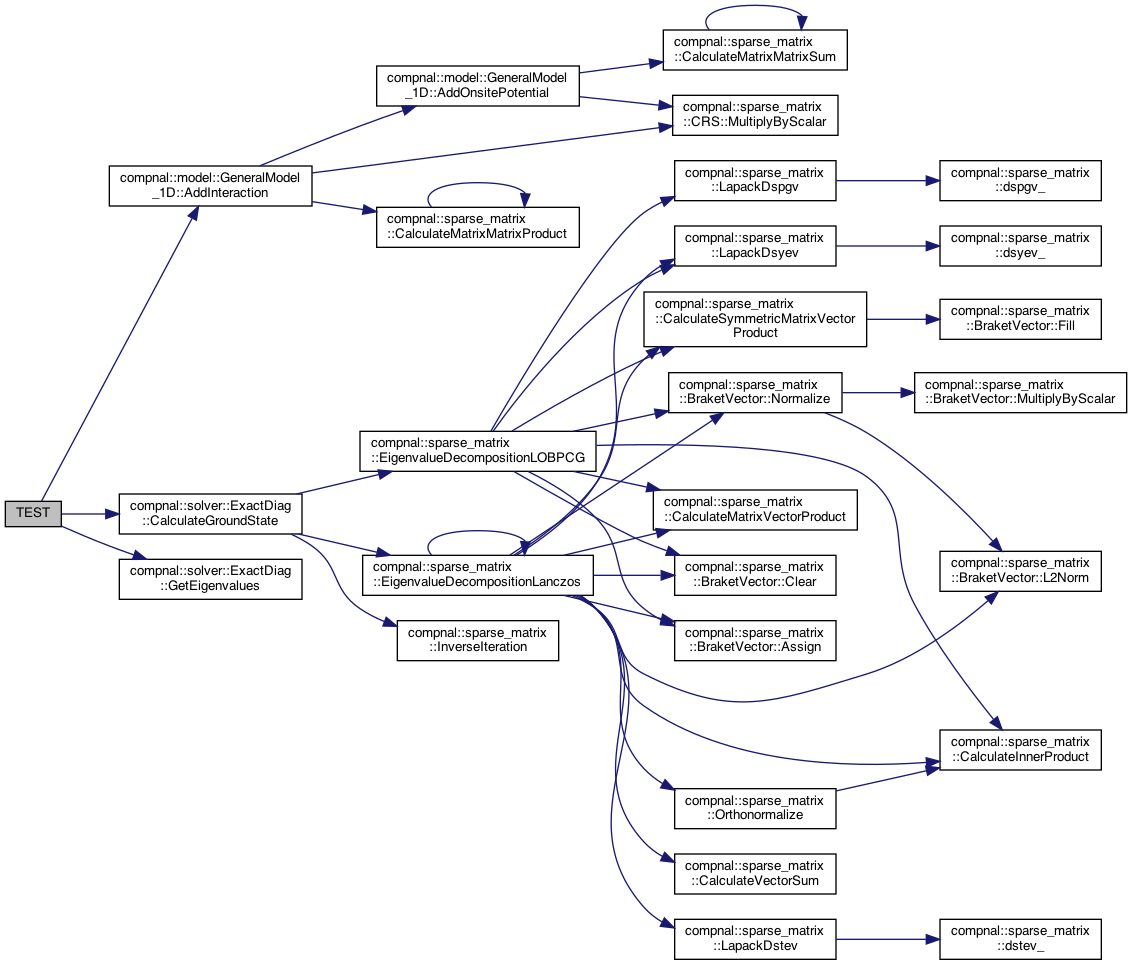 TEST
compnal::model::GeneralModel
_1D::AddInteraction
compnal::solver::ExactDiag
::CalculateGroundState
compnal::solver::ExactDiag
::GetEigenvalues
compnal::model::GeneralModel
_1D::AddOnsitePotential
compnal::sparse_matrix
::CalculateMatrixMatrixProduct
compnal::sparse_matrix
::EigenvalueDecompositionLOBPCG
compnal::sparse_matrix
::EigenvalueDecompositionLanczos
compnal::sparse_matrix
::InverseIteration
compnal::sparse_matrix
::CalculateMatrixMatrixSum
compnal::sparse_matrix
::CRS::MultiplyByScalar
compnal::sparse_matrix
::LapackDspgv
compnal::sparse_matrix
::LapackDsyev
compnal::sparse_matrix
::CalculateSymmetricMatrixVector
Product
compnal::sparse_matrix
::BraketVector::Normalize
compnal::sparse_matrix
::CalculateMatrixVectorProduct
compnal::sparse_matrix
::BraketVector::Clear
compnal::sparse_matrix
::BraketVector::Assign
compnal::sparse_matrix
::Orthonormalize
compnal::sparse_matrix
::CalculateVectorSum
compnal::sparse_matrix
::LapackDstev
compnal::sparse_matrix
::dspgv_
compnal::sparse_matrix
::dsyev_
compnal::sparse_matrix
::BraketVector::Fill
compnal::sparse_matrix
::BraketVector::MultiplyByScalar
compnal::sparse_matrix
::BraketVector::L2Norm
compnal::sparse_matrix
::CalculateInnerProduct
compnal::sparse_matrix
::dstev_